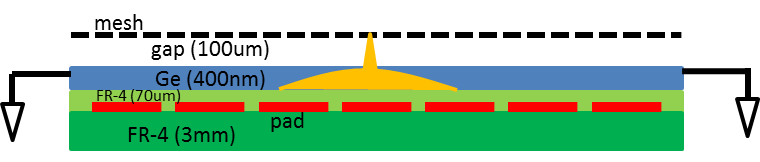 mesh
gap (100um)
Ge (400nm)
FR-4 (70um)
pad
FR-4 (3mm)